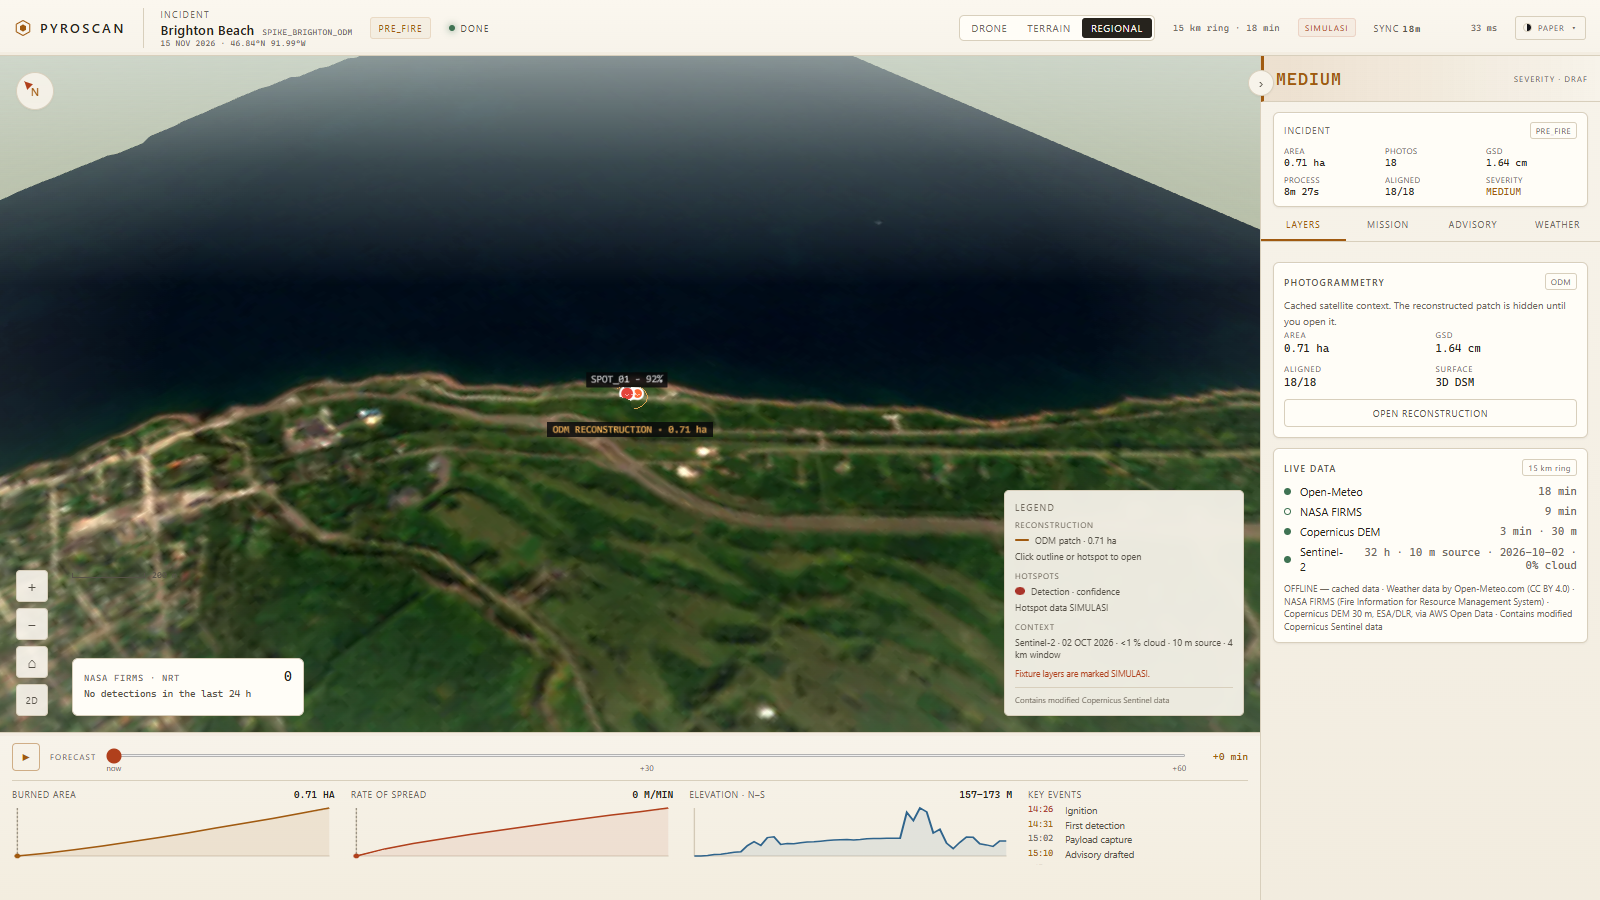 PYROSCAN
INCIDENT
Brighton Beach SPIKE_BRIGHTON_ODM
15 NOV 2026 · 46.84°N 91.99°W
PRE_FIRE
DONE
DRONE TERRAIN REGIONAL
15 km ring · 18 min
SIMULASI
SYNC 18m
33 ms
PAPER
N
SPOT_01 - 92%
ODM RECONSTRUCTION - 0.71 ha
+
−
⌂
2D
NASA FIRMS · NRT 0
No detections in the last 24 h
LEGEND
RECONSTRUCTION
ODM patch · 0.71 ha
Click outline or hotspot to open
HOTSPOTS
Detection · confidence
Hotspot data SIMULASI
CONTEXT
Sentinel-2 · 02 OCT 2026 · <1 % cloud · 10 m source · 4
km window
Fixture layers are marked SIMULASI.
Contains modified Copernicus Sentinel data
›
MEDIUM
SEVERITY · DRAF
INCIDENT PRE_FIRE
AREA PHOTOS GSD
0.71 ha 18 1.64 cm
PROCESS ALIGNED SEVERITY
8m 27s 18/18 MEDIUM
LAYERS MISSION ADVISORY WEATHER
PHOTOGRAMMETRY ODM
Cached satellite context. The reconstructed patch is hidden until
you open it.
AREA GSD
0.71 ha 1.64 cm
ALIGNED SURFACE
18/18 3D DSM
OPEN RECONSTRUCTION
LIVE DATA 15 km ring
Open-Meteo 18 min
NASA FIRMS 9 min
Copernicus DEM 3 min · 30 m
Sentinel- 32 h · 10 m source · 2026-10-02 ·
2 0% cloud
OFFLINE — cached data · Weather data by Open-Meteo.com (CC BY 4.0) ·
NASA FIRMS (Fire Information for Resource Management System) ·
Copernicus DEM 30 m, ESA/DLR, via AWS Open Data · Contains modified
Copernicus Sentinel data
FORECAST
now +30 +60
+0 min
BURNED AREA 0.71 HA
RATE OF SPREAD 0 M/MIN
ELEVATION · N–S 157–173 M
KEY EVENTS
14:26 Ignition
14:31 First detection
15:02 Payload capture
15:10 Advisory drafted